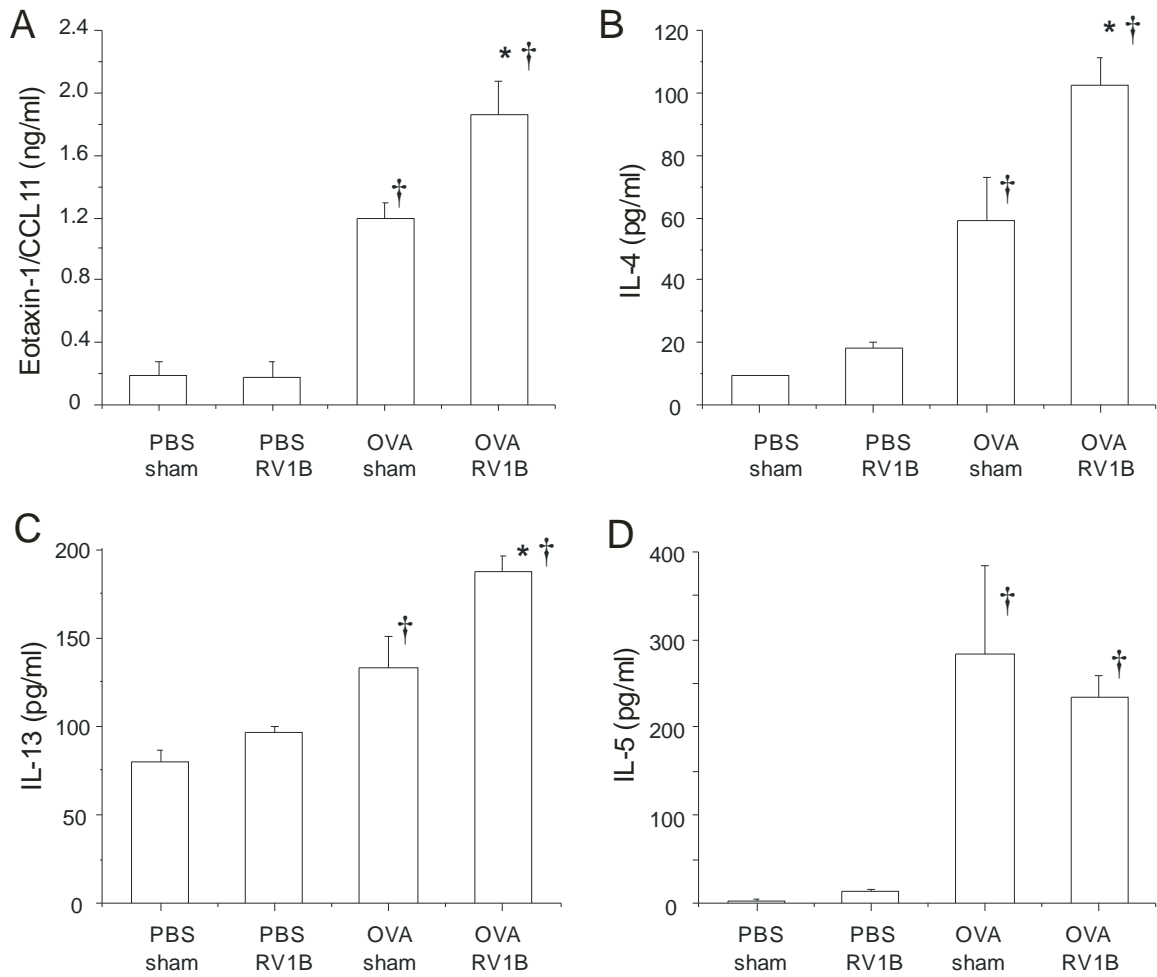 A
Eotaxin-1/CCL11 (ng/ml)
2.4
2.0
1.6
1.2
0.8
0.4
0
†
* †
PBS PBS OVA OVA
sham RV1B sham RV1B
B
IL-4 (pg/ml)
120
100
80
60
40
20
0
†
* †
PBS PBS OVA OVA
sham RV1B sham RV1B
C
IL-13 (pg/ml)
200
150
100
50
0
†
* †
PBS PBS OVA OVA
sham RV1B sham RV1B
D
IL-5 (pg/ml)
400
300
200
100
0
†
†
PBS PBS OVA OVA
sham RV1B sham RV1B